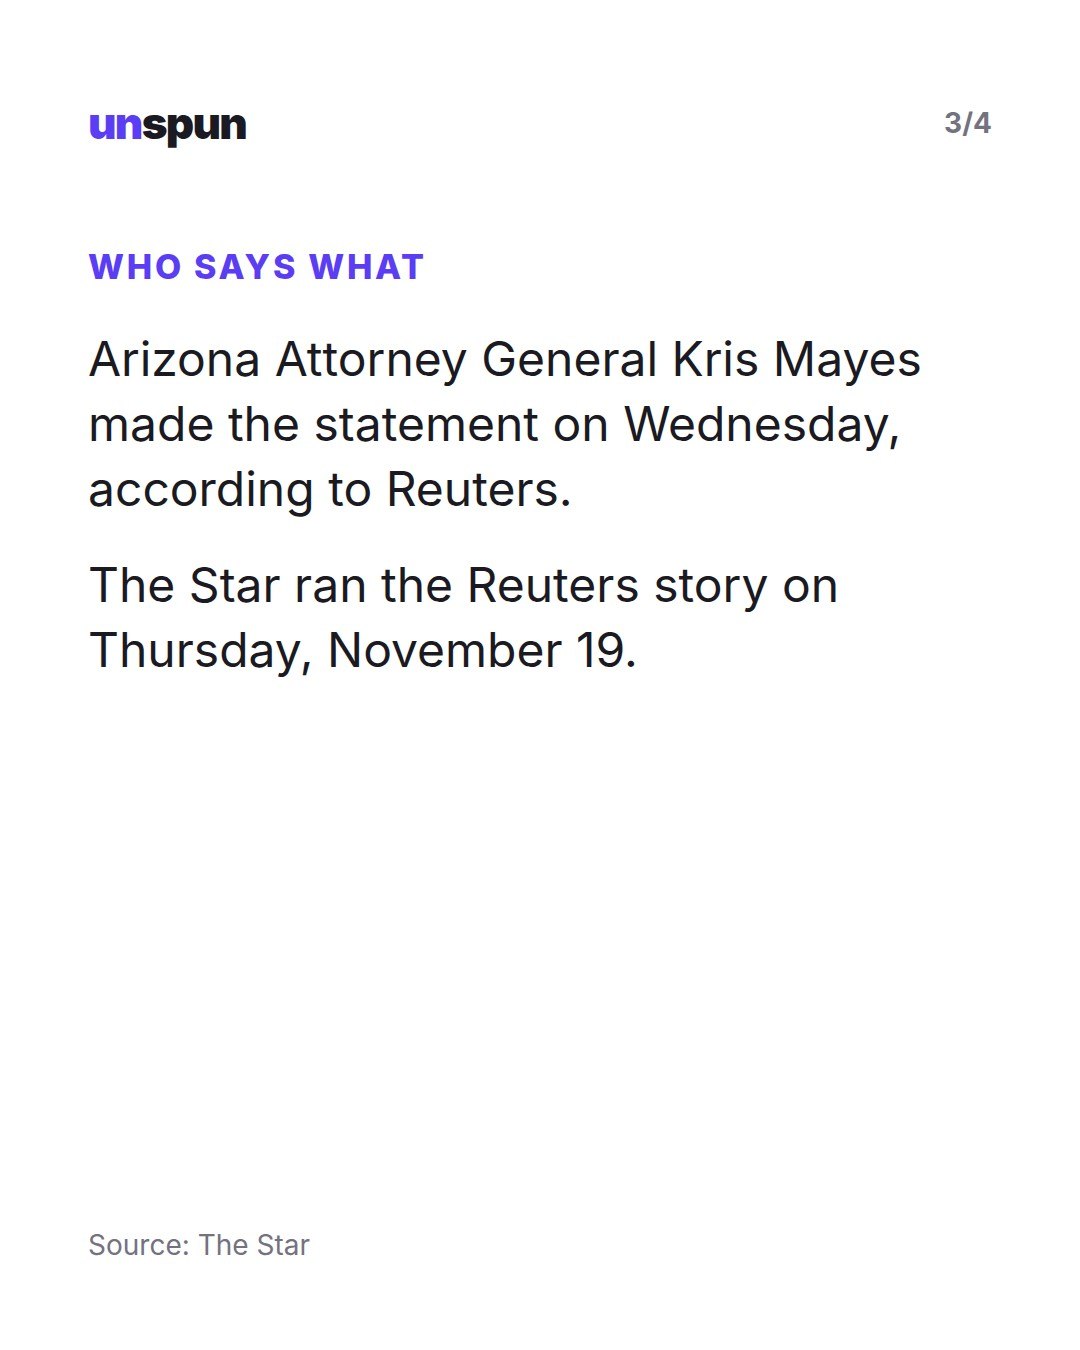 unspun
3/4
WHO SAYS WHAT
Arizona Attorney General Kris Mayes
made the statement on Wednesday,
according to Reuters.
The Star ran the Reuters story on
Thursday, November 19.
Source: The Star